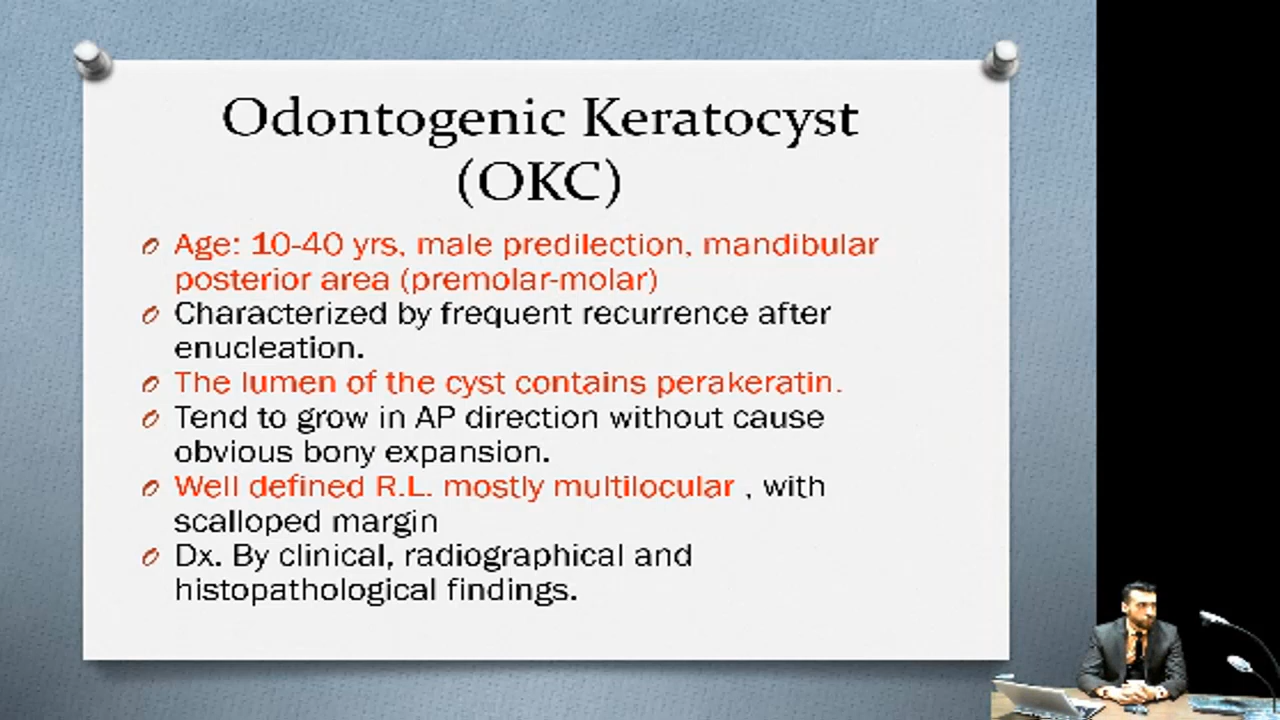 Odontogenic Keratocyst
(OKC)
Age: 10-40 yrs, male predilection, mandibular
posterior area (premolar-molar)
Characterized by frequent recurrence after
enucleation.
The lumen of the cyst contains perakeratin.
Tend to grow in AP direction without cause
obvious bony expansion.
Well defined R.L. mostly multilocular , with
scalloped margin
Dx. By clinical, radiographical and
histopathological findings.